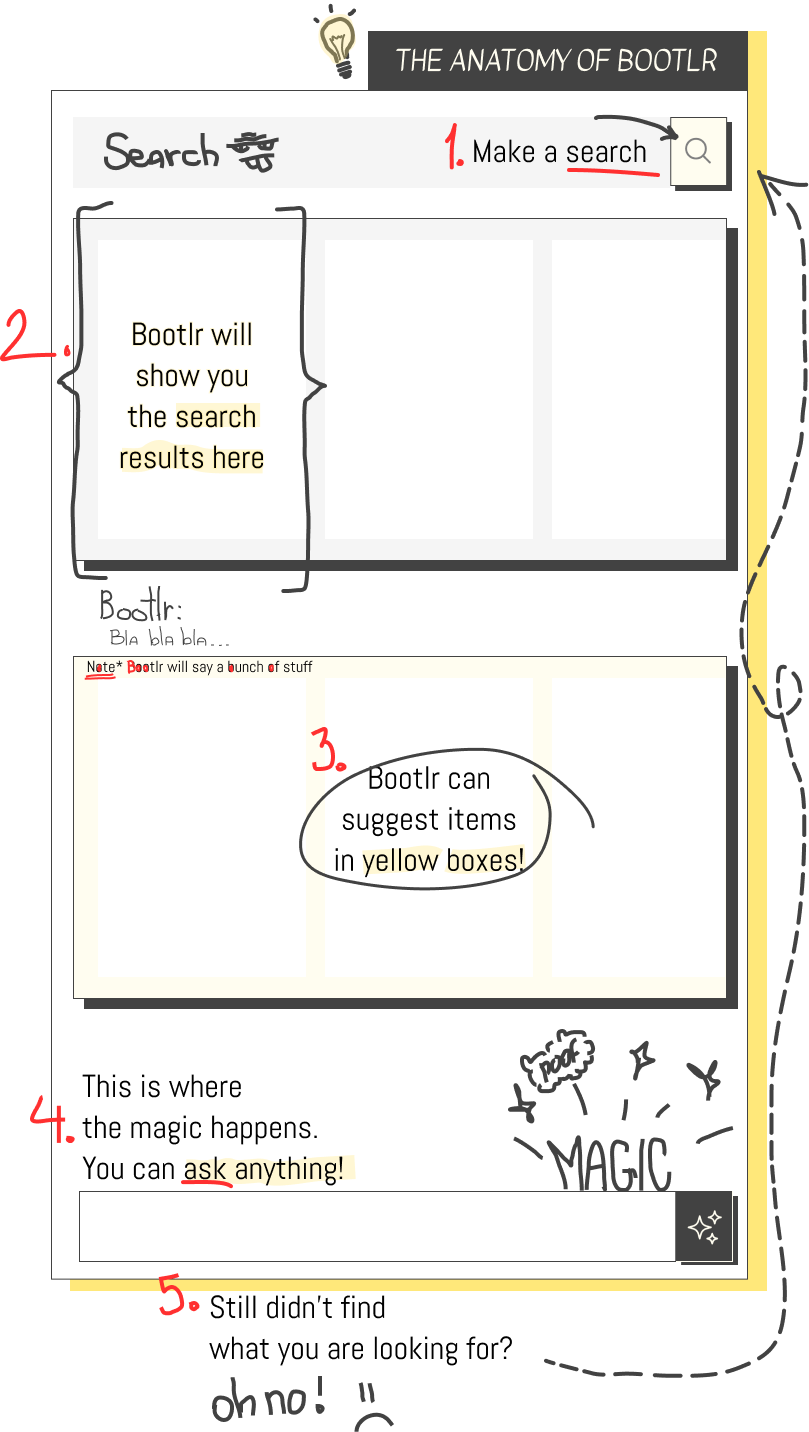 THE ANATOMY OF BOOTLR
Search
1. Make a search
2.
Bootlr will
show you
the search
results here
Bootlr:
Bla bla bla...
Note* Bootlr will say a bunch of stuff
3.
Bootlr can
suggest items
in yellow boxes!
POOF
4.
This is where
the magic happens.
You can ask anything!
MAGIC
5.
Still didn't find
what you are looking for?
oh no!